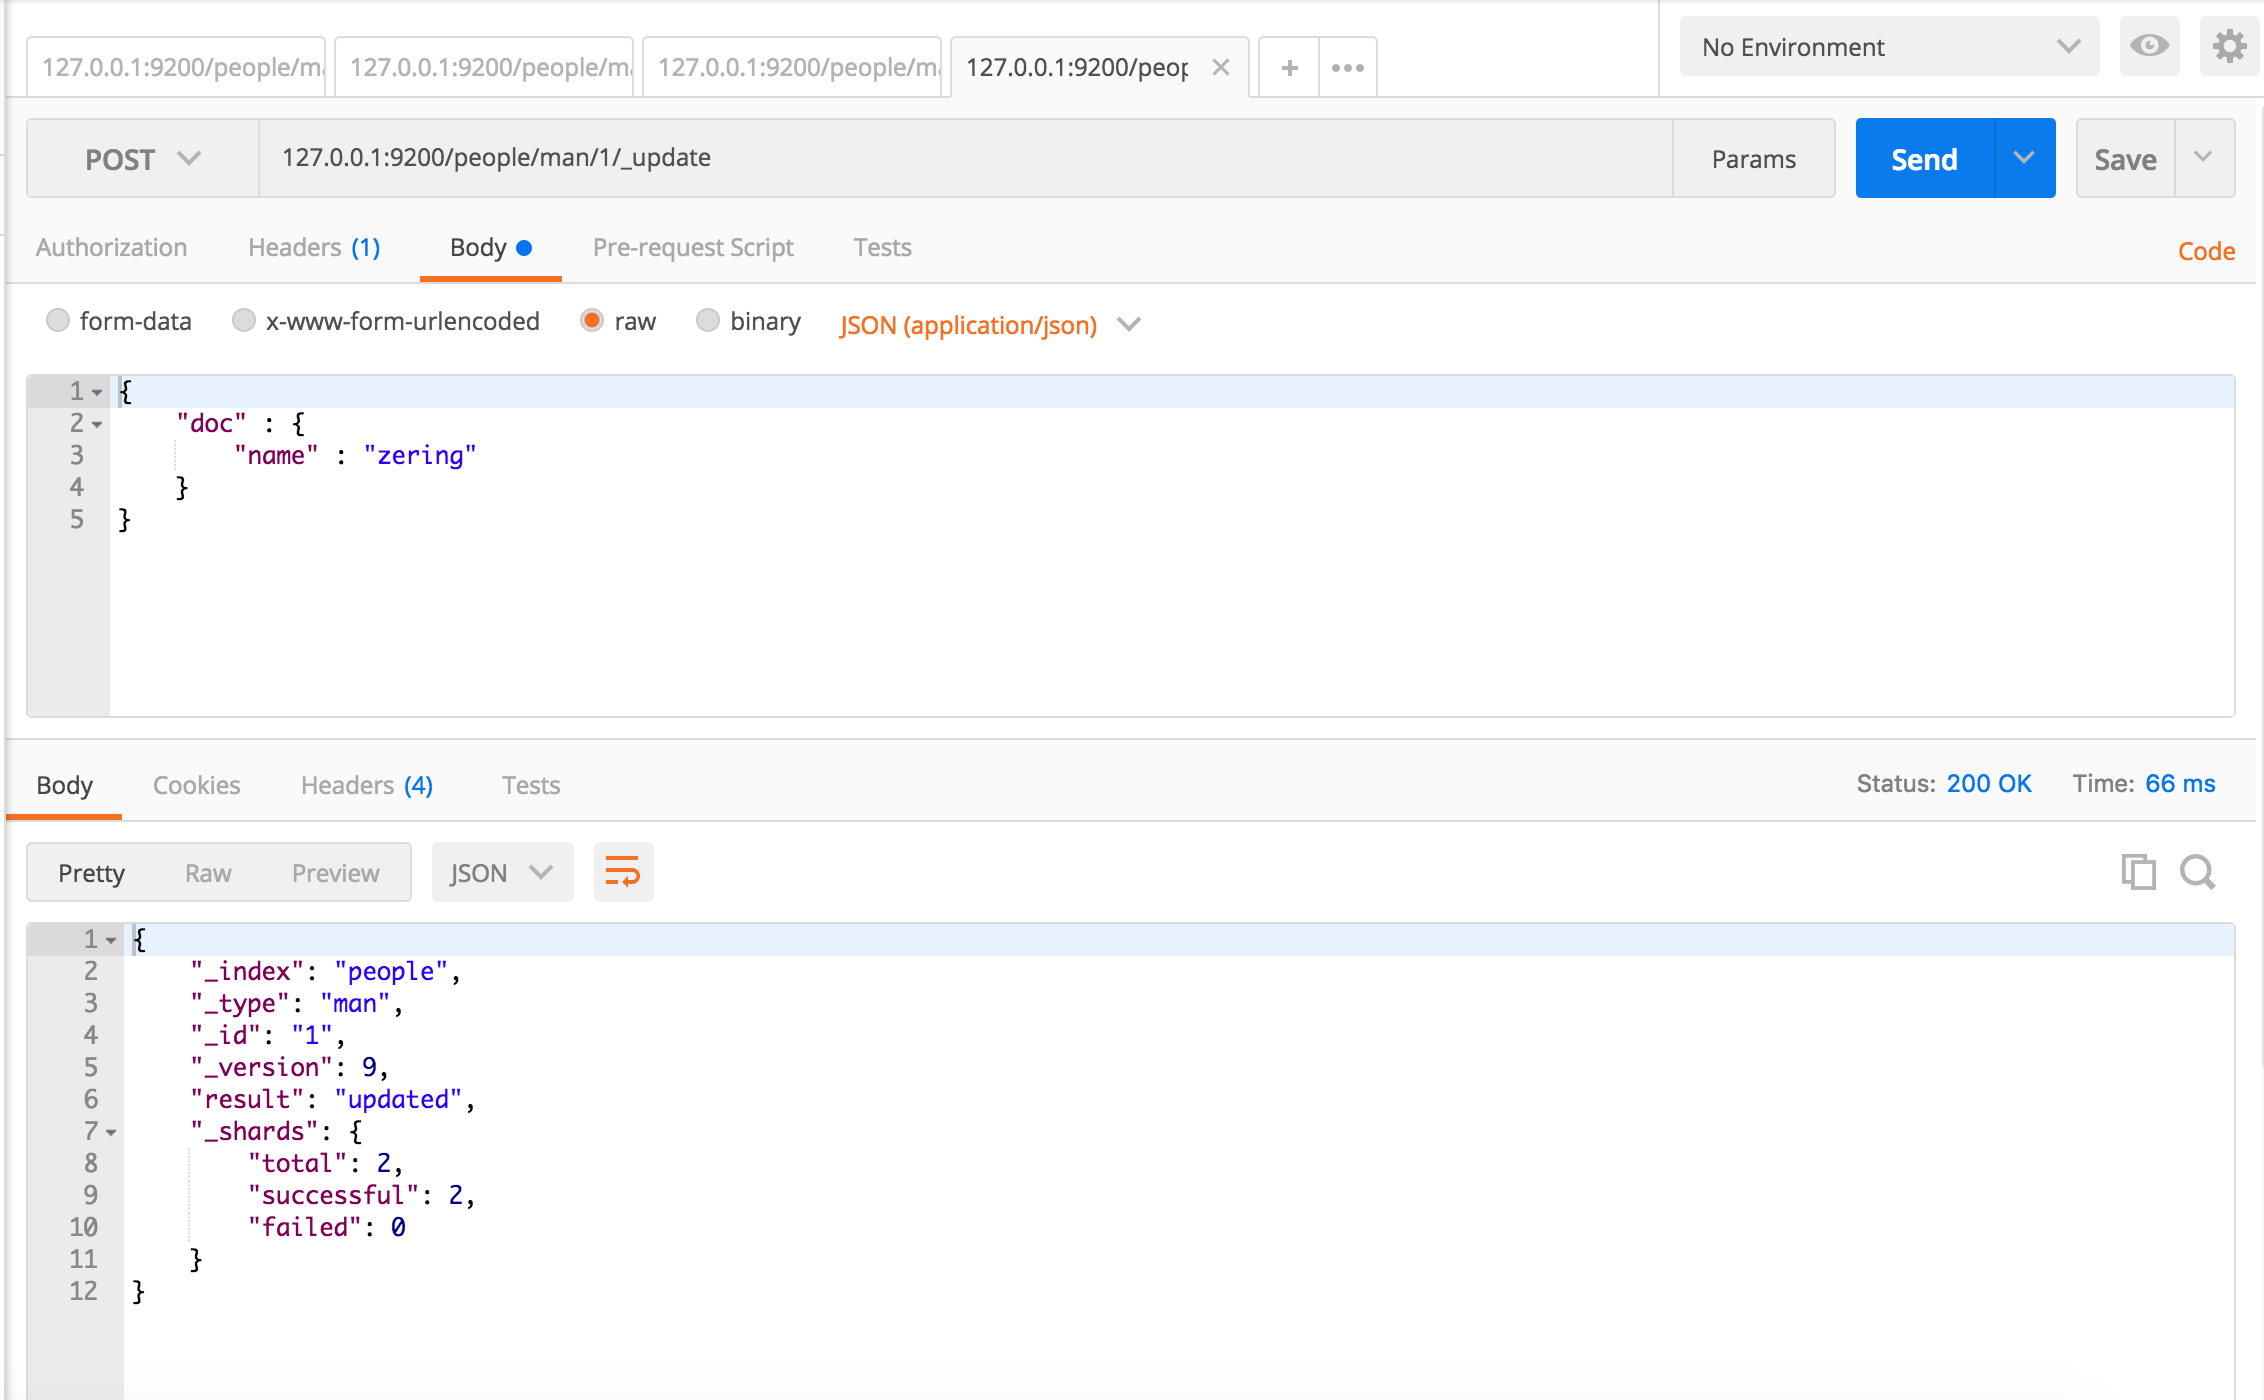 127.0.0.1:9200/people/ma 127.0.0.1:9200/people/ma 127.0.0.1:9200/people/ma 127.0.0.1:9200/peop No Environment
POST 127.0.0.1:9200/people/man/1/_update Params Send Save
Authorization Headers (1) Body Pre-request Script Tests Code
form-data x-www-form-urlencoded raw binary JSON (application/json)
1 {
2 "doc" : {
3 "name" : "zering"
4 }
5 }
Body Cookies Headers (4) Tests Status: 200 OK Time: 66 ms
Pretty Raw Preview JSON
1 {
2 "_index": "people",
3 "_type": "man",
4 "_id": "1",
5 "_version": 9,
6 "result": "updated",
7 "_shards": {
8 "total": 2,
9 "successful": 2,
10 "failed": 0
11 }
12 }